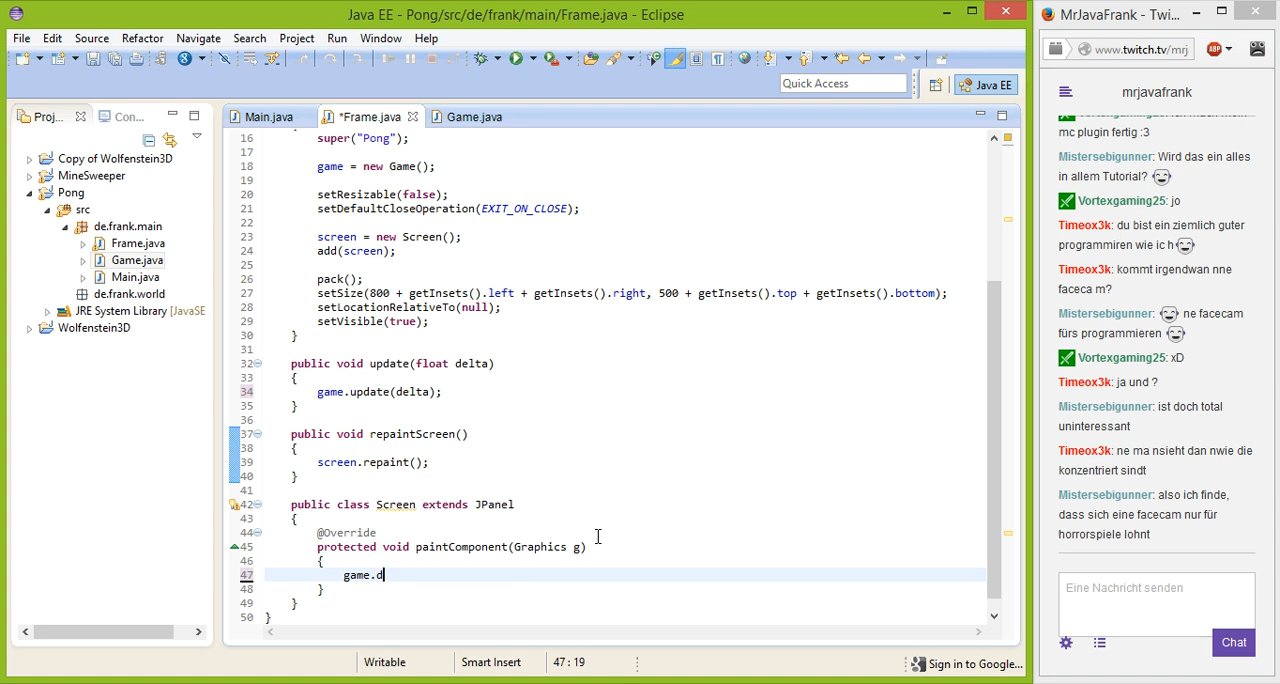 Java EE - Pong/src/de/frank/main/Frame.java - Eclipse
File Edit Source Refactor Navigate Search Project Run Window Help
Quick Access
Java EE
Proj...
Con...
Copy of Wolfenstein3D
MineSweeper
Pong
src
de.frank.main
Frame.java
Game.java
Main.java
de.frank.world
JRE System Library [JavaSE
Wolfenstein3D
Main.java
*Frame.java
Game.java
16 super("Pong");
17
18 game = new Game();
19
20 setResizable(false);
21 setDefaultCloseOperation(EXIT_ON_CLOSE);
22
23 screen = new Screen();
24 add(screen);
25
26 pack();
27 setSize(800 + getInsets().left + getInsets().right, 500 + getInsets().top + getInsets().bottom);
28 setLocationRelativeTo(null);
29 setVisible(true);
30 }
31
32 public void update(float delta)
33 {
34 game.update(delta);
35 }
36
37 public void repaintScreen()
38 {
39 screen.repaint();
40 }
41
42 public class Screen extends JPanel
43 {
44 @Override
45 protected void paintComponent(Graphics g)
46 {
47 game.d
48 }
49 }
50 }
Writable
Smart Insert
47 : 19
Sign in to Google...
MrJavaFrank - Twi...
www.twitch.tv/mrj
ABP
mrjavafrank
mc plugin fertig :3
Mistersebigunner: Wird das ein alles
in allem Tutorial?
Vortexgaming25: jo
Timeox3k: du bist ein ziemlich guter
programmiren wie ic h
Timeox3k: kommt irgendwan nne
faceca m?
Mistersebigunner: ne facecam
fürs programmieren
Vortexgaming25: xD
Timeox3k: ja und ?
Mistersebigunner: ist doch total
uninteressant
Timeox3k: ne ma nsieht dan nwie die
konzentriert sindt
Mistersebigunner: also ich finde,
dass sich eine facecam nur für
horrorspiele lohnt
Eine Nachricht senden
Chat